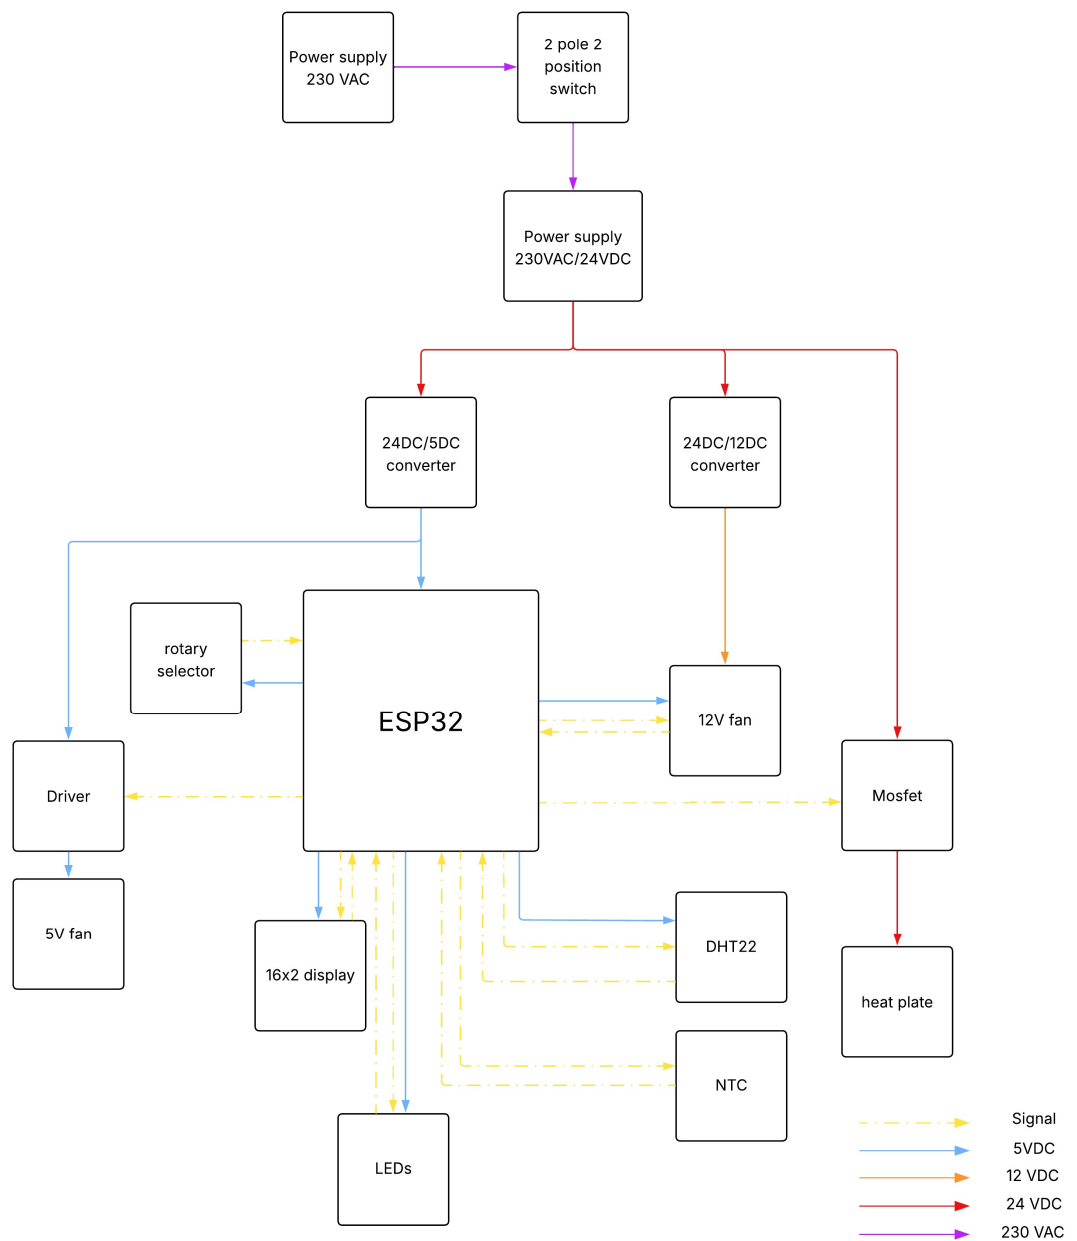 Power supply
230 VAC
2 pole 2
position
switch
Power supply
230VAC/24VDC
24DC/5DC
converter
24DC/12DC
converter
rotary
selector
ESP32
12V fan
Driver
Mosfet
5V fan
16x2 display
DHT22
heat plate
NTC
LEDs
Signal
5VDC
12 VDC
24 VDC
230 VAC